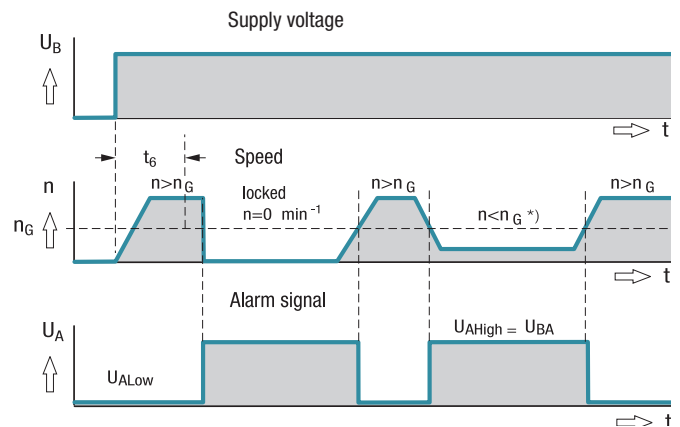 Supply voltage
U_B
t
t_6
Speed
n
n>n_G
locked
n=0 min⁻¹
n>n_G
n<n_G *)
n>n_G
n_G
t
Alarm signal
U_A
U_ALow
U_AHigh = U_BA
t